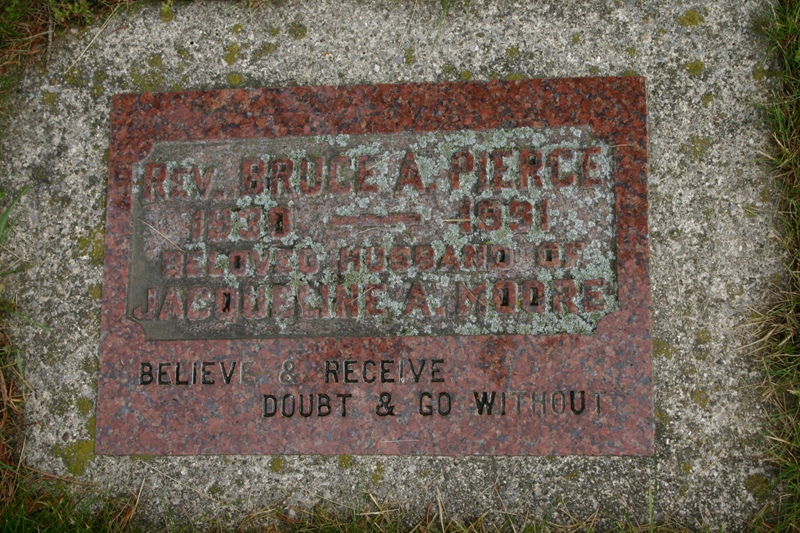 REV. BRUCE A. PIERCE
1930 — 1991
BELOVED HUSBAND OF
JACQUELINE A. MOORE
BELIEVE & RECEIVE
DOUBT & GO WITHOUT